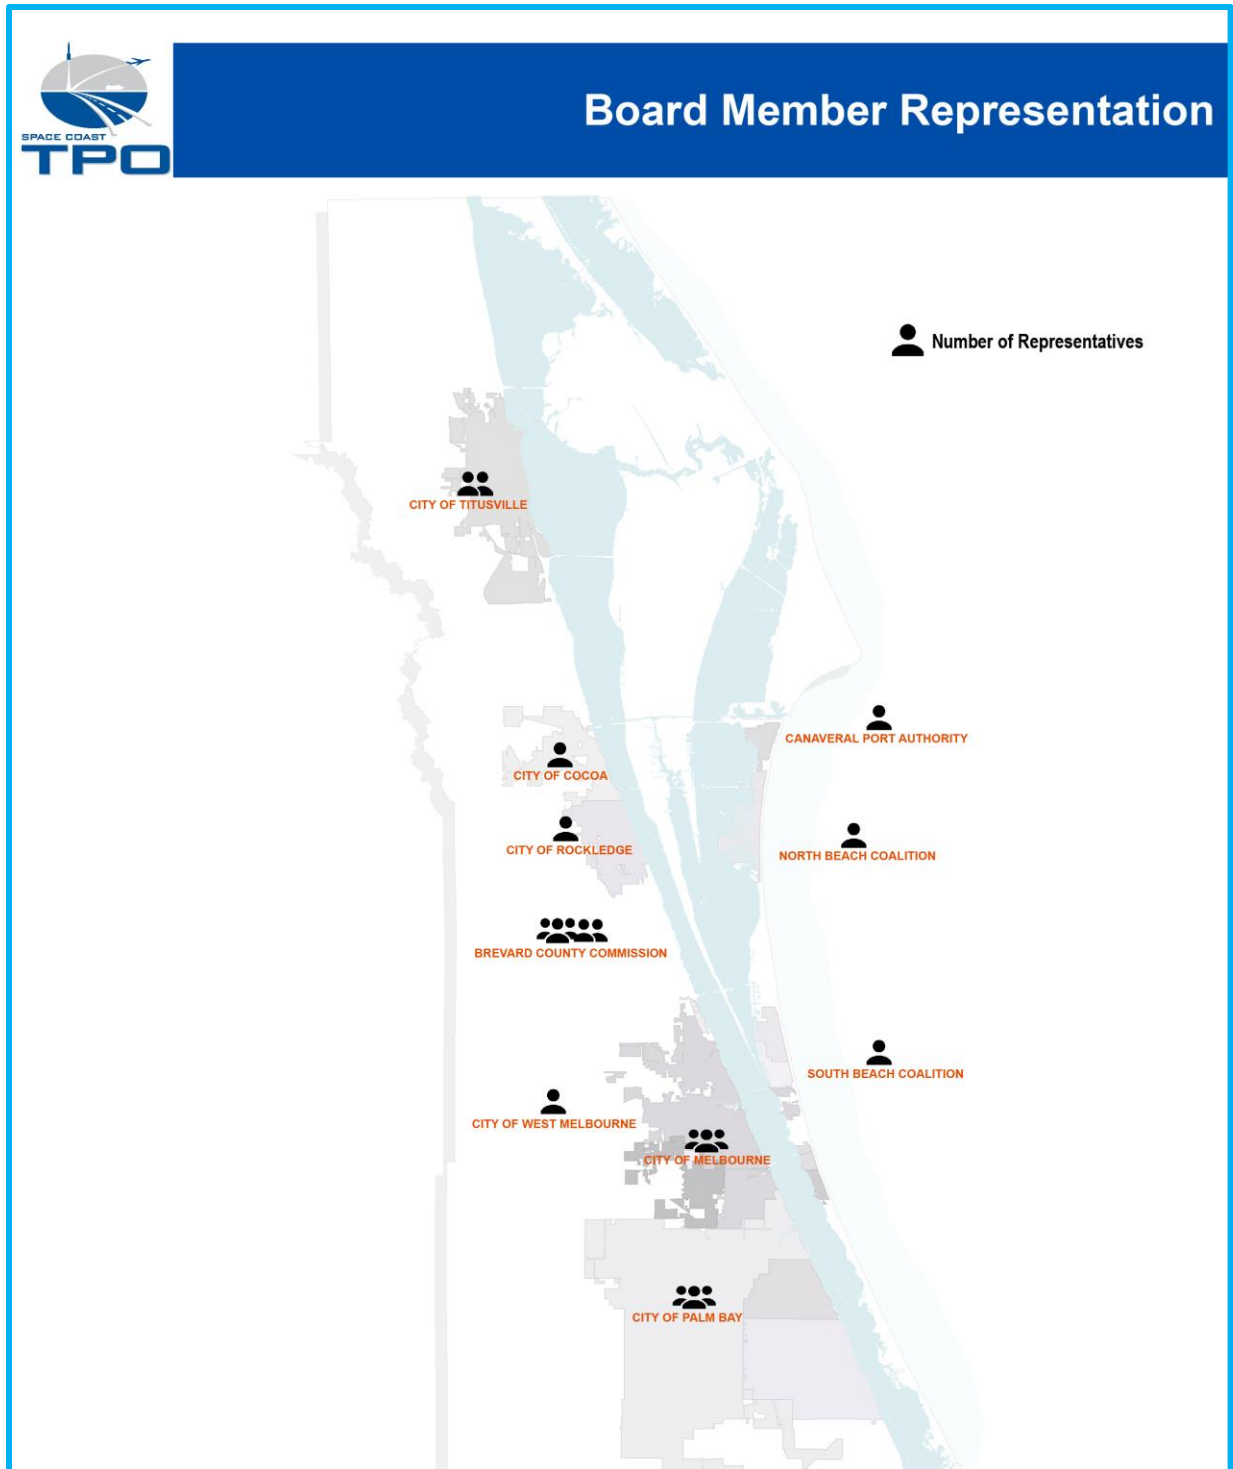 SPACE COAST
TPO
Board Member Representation
Number of Representatives
CITY OF TITUSVILLE
CANAVERAL PORT AUTHORITY
CITY OF COCOA
CITY OF ROCKLEDGE
NORTH BEACH COALITION
BREVARD COUNTY COMMISSION
SOUTH BEACH COALITION
CITY OF WEST MELBOURNE
CITY OF MELBOURNE
CITY OF PALM BAY